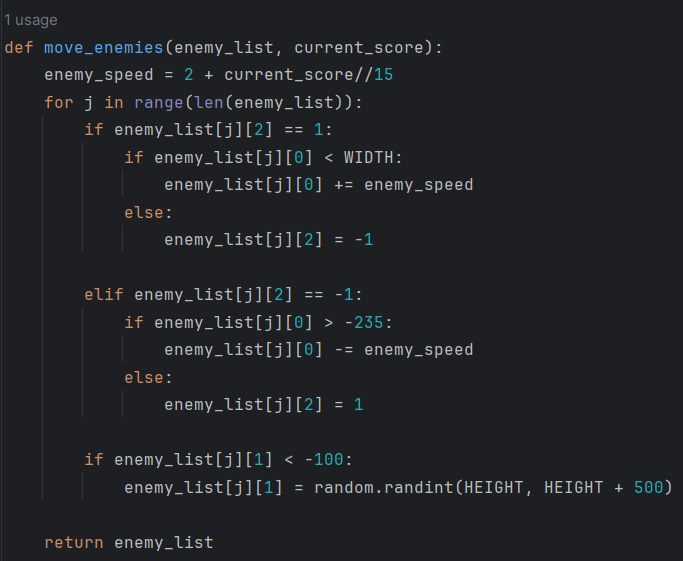 1 usage
def move_enemies(enemy_list, current_score):
    enemy_speed = 2 + current_score//15
    for j in range(len(enemy_list)):
        if enemy_list[j][2] == 1:
            if enemy_list[j][0] < WIDTH:
                enemy_list[j][0] += enemy_speed
            else:
                enemy_list[j][2] = -1

        elif enemy_list[j][2] == -1:
            if enemy_list[j][0] > -235:
                enemy_list[j][0] -= enemy_speed
            else:
                enemy_list[j][2] = 1

        if enemy_list[j][1] < -100:
            enemy_list[j][1] = random.randint(HEIGHT, HEIGHT + 500)

    return enemy_list